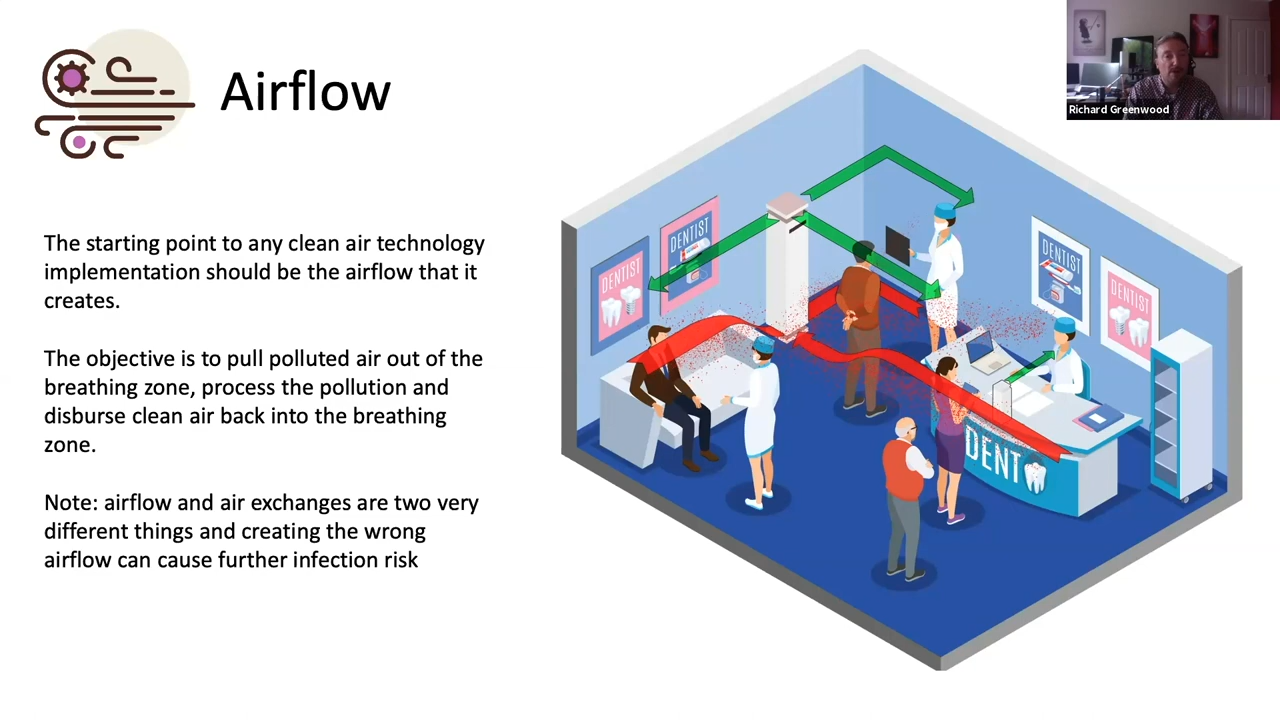 Airflow
Richard Greenwood
The starting point to any clean air technology
implementation should be the airflow that it
creates.
The objective is to pull polluted air out of the
breathing zone, process the pollution and
disburse clean air back into the breathing
zone.
Note: airflow and air exchanges are two very
different things and creating the wrong
airflow can cause further infection risk
DENTIST
DENTIST
DENTIST
DENTIST
DENT